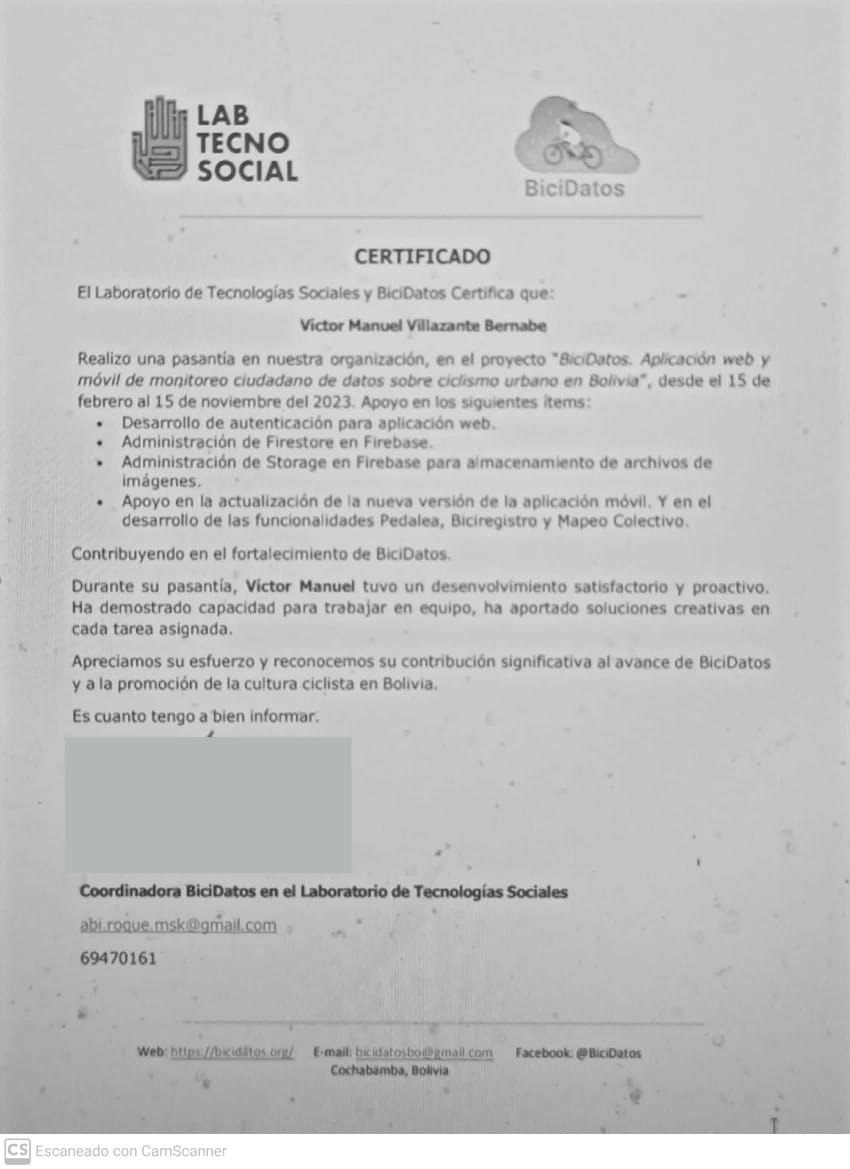 LAB
TECNO
SOCIAL
BiciDatos
CERTIFICADO
El Laboratorio de Tecnologías Sociales y BiciDatos Certifica que:
Víctor Manuel Villazante Bernabe
Realizo una pasantía en nuestra organización, en el proyecto "BiciDatos. Aplicación web y
móvil de monitoreo ciudadano de datos sobre ciclismo urbano en Bolivia", desde el 15 de
febrero al 15 de noviembre del 2023. Apoyo en los siguientes ítems:
• Desarrollo de autenticación para aplicación web.
• Administración de Firestore en Firebase.
• Administración de Storage en Firebase para almacenamiento de archivos de
imágenes.
• Apoyo en la actualización de la nueva versión de la aplicación móvil. Y en el
desarrollo de las funcionalidades Pedalea, Biciregistro y Mapeo Colectivo.
Contribuyendo en el fortalecimiento de BiciDatos.
Durante su pasantía, Víctor Manuel tuvo un desenvolvimiento satisfactorio y proactivo.
Ha demostrado capacidad para trabajar en equipo, ha aportado soluciones creativas en
cada tarea asignada.
Apreciamos su esfuerzo y reconocemos su contribución significativa al avance de BiciDatos
y a la promoción de la cultura ciclista en Bolivia.
Es cuanto tengo a bien informar.
Coordinadora BiciDatos en el Laboratorio de Tecnologías Sociales
abi.roque.msk@gmail.com
69470161
Web: https://bicidatos.org/ E-mail: bicidatosbo@gmail.com Facebook: @BiciDatos
Cochabamba, Bolivia
CS Escaneado con CamScanner